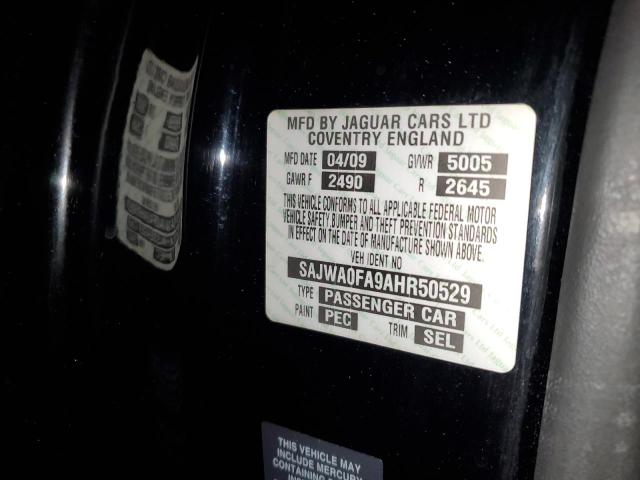 MFD BY JAGUAR CARS LTD
COVENTRY ENGLAND
MFD DATE 04/09 GVWR 5005
GAWR F 2490 R 2645
THIS VEHICLE CONFORMS TO ALL APPLICABLE FEDERAL MOTOR
VEHICLE SAFETY BUMPER AND THEFT PREVENTION STANDARDS
IN EFFECT ON THE DATE OF MANUFACTURE SHOWN ABOVE.
VEH IDENT NO
SAJWA0FA9AHR50529
TYPE PASSENGER CAR
PAINT PEC TRIM SEL
THIS VEHICLE MAY
INCLUDE MERCURY
CONTAINING